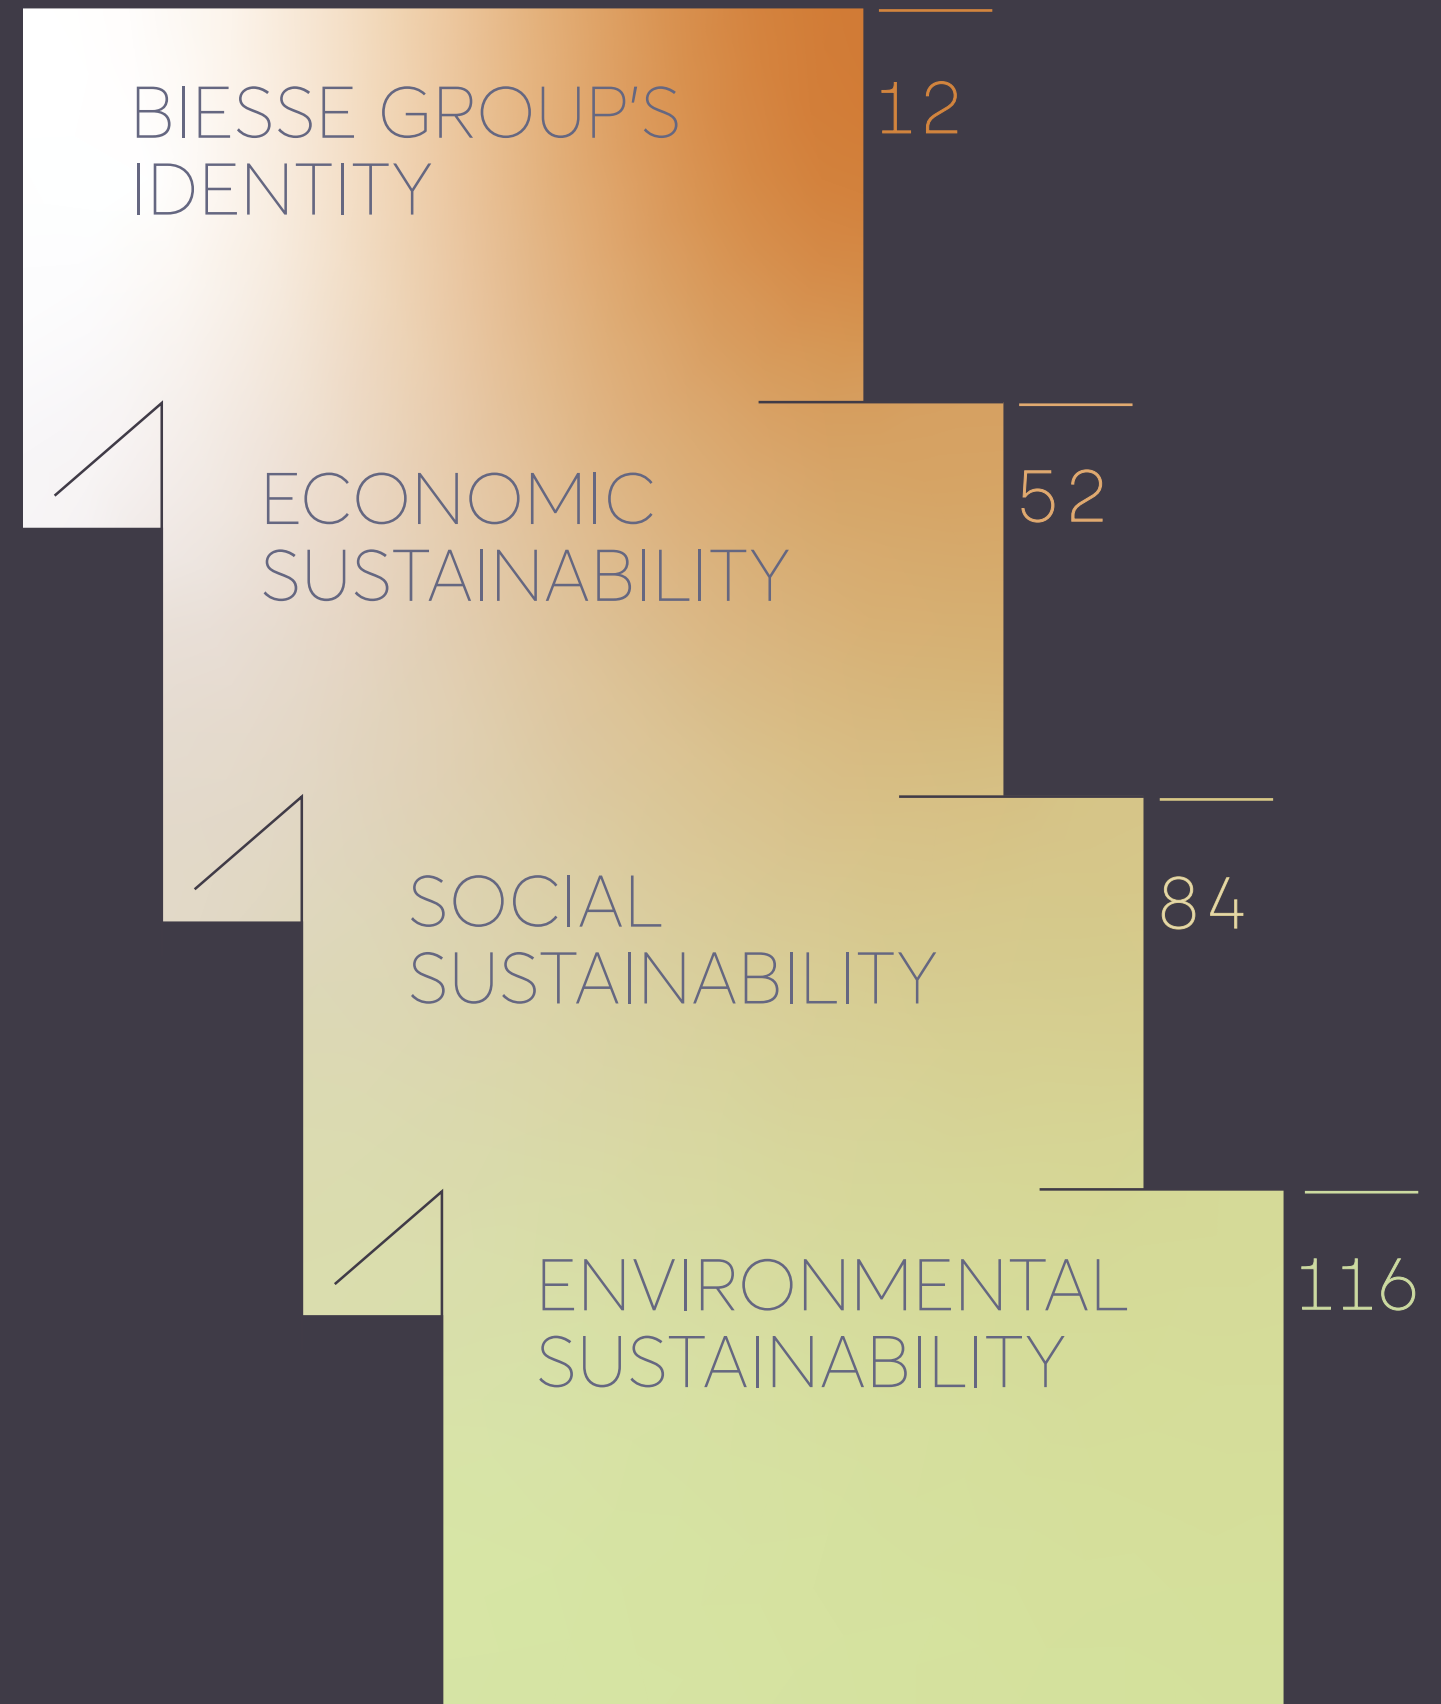 BIESSE GROUP'S
IDENTITY
12
ECONOMIC
SUSTAINABILITY
52
SOCIAL
SUSTAINABILITY
84
ENVIRONMENTAL
SUSTAINABILITY
116